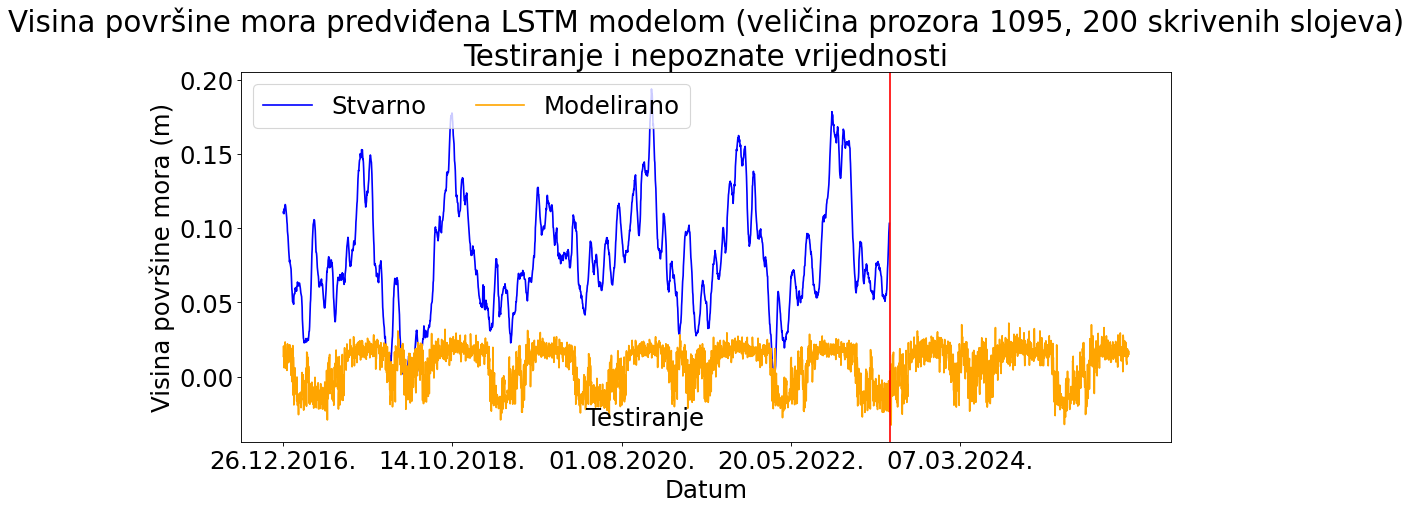 Visina površine mora predviđena LSTM modelom (veličina prozora 1095, 200 skrivenih slojeva)
Testiranje i nepoznate vrijednosti
Stvarno
Modelirano
Visina površine mora (m)
0.20
0.15
0.10
0.05
0.00
Testiranje
26.12.2016.
14.10.2018.
01.08.2020.
20.05.2022.
07.03.2024.
Datum